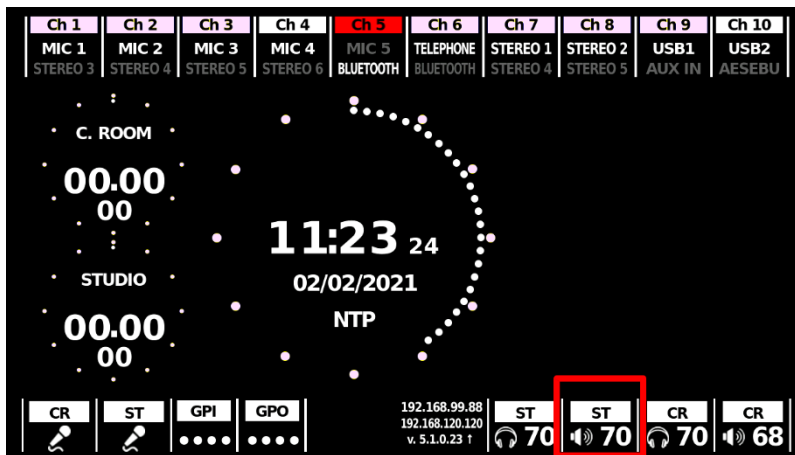 Ch 1 Ch 2 Ch 3 Ch 4 Ch 5 Ch 6 Ch 7 Ch 8 Ch 9 Ch 10
MIC 1 MIC 2 MIC 3 MIC 4 MIC 5 TELEPHONE STEREO 1 STEREO 2 USB1 USB2
STEREO 3 STEREO 4 STEREO 5 STEREO 6 BLUETOOTH BLUETOOTH STEREO 4 STEREO 5 AUX IN AESEBU
C. ROOM
00.00
00
STUDIO
00.00
00
11:23 24
02/02/2021
NTP
CR ST GPI GPO
192.168.99.88
192.168.120.120
v. 5.1.0.23 ↑
ST ST CR CR
70 70 70 68